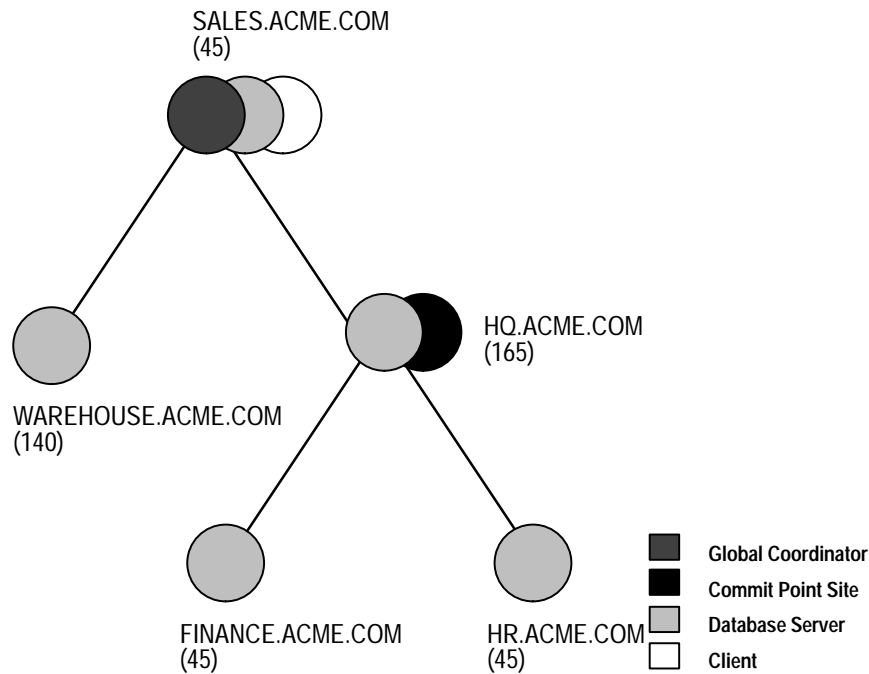 SALES.ACME.COM
(45)
HQ.ACME.COM
(165)
WAREHOUSE.ACME.COM
(140)
FINANCE.ACME.COM
(45)
HR.ACME.COM
(45)
Global Coordinator
Commit Point Site
Database Server
Client